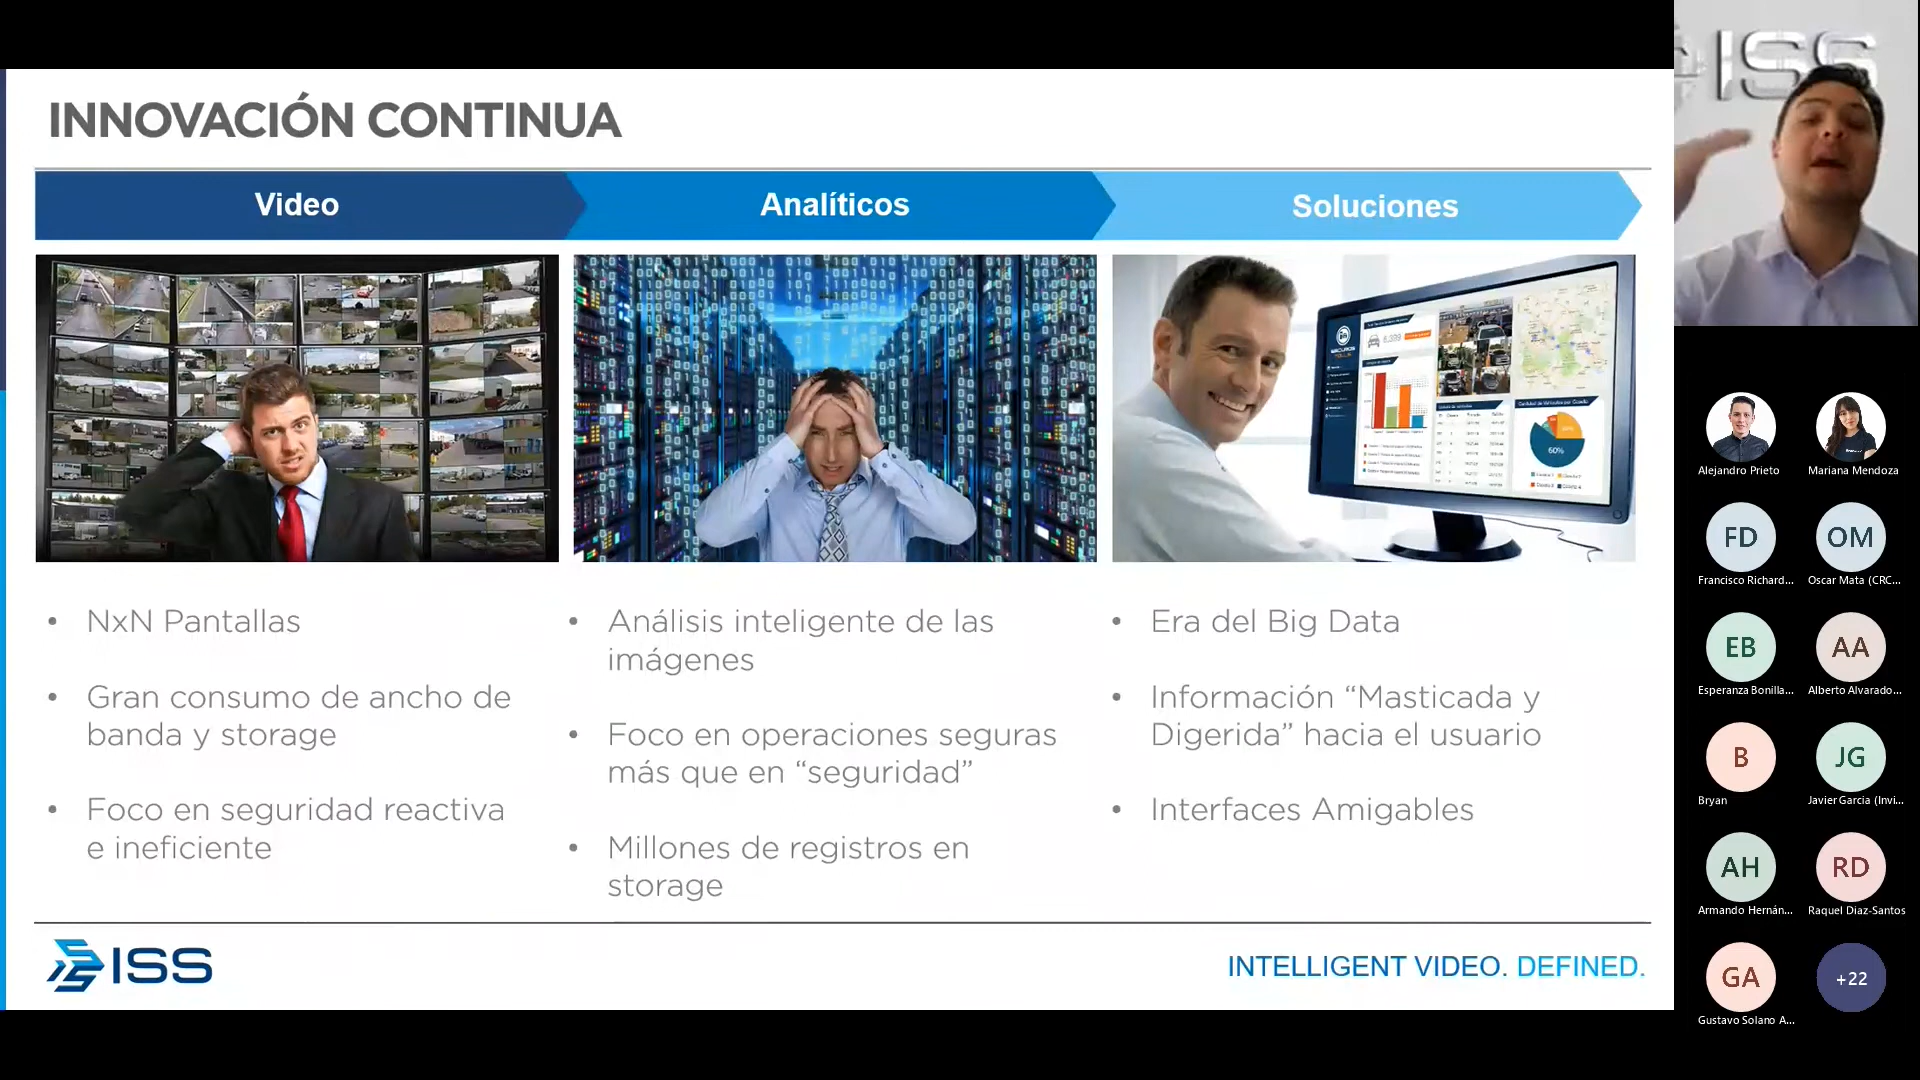 ISS
INNOVACIÓN CONTINUA
Video
Analíticos
Soluciones
6,399
60%
• NxN Pantallas
• Gran consumo de ancho de
banda y storage
• Foco en seguridad reactiva
e ineficiente
• Análisis inteligente de las
imágenes
• Foco en operaciones seguras
más que en “seguridad”
• Millones de registros en
storage
• Era del Big Data
• Información “Masticada y
Digerida” hacia el usuario
• Interfaces Amigables
ISS
INTELLIGENT VIDEO. DEFINED.
Alejandro Prieto
Mariana Mendoza
FD
Francisco Richard...
OM
Oscar Mata (CRC...
EB
Esperanza Bonilla...
AA
Alberto Alvarado...
B
Bryan
JG
Javier Garcia (Invi...
AH
Armando Hernán...
RD
Raquel Diaz-Santos
GA
Gustavo Solano A...
+22